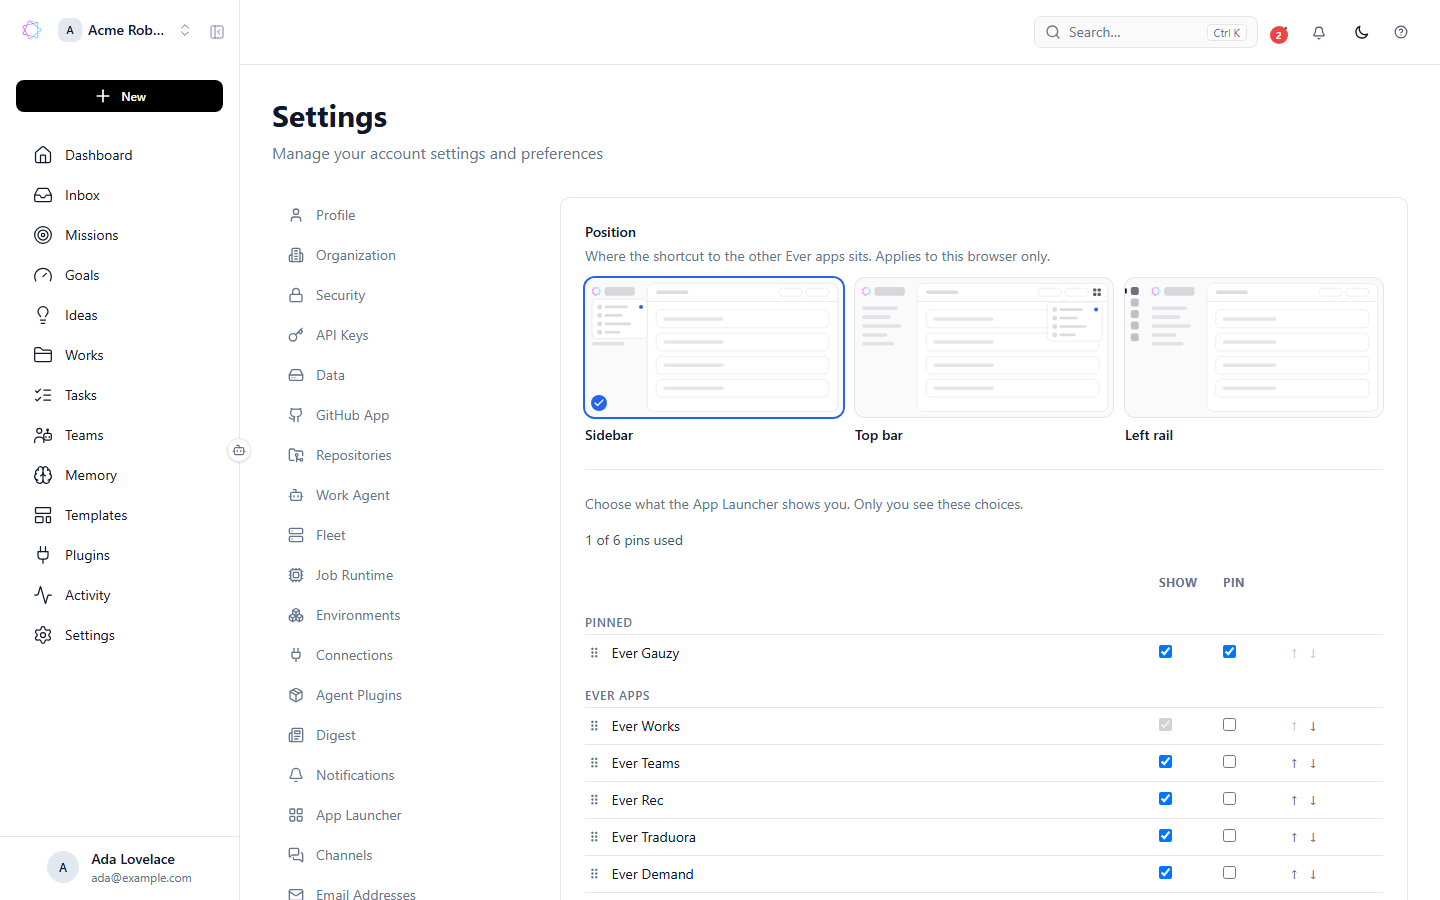 A Acme Rob...
Search... Ctrl K
2
New
Dashboard
Inbox
Missions
Goals
Ideas
Works
Tasks
Teams
Memory
Templates
Plugins
Activity
Settings
A
Ada Lovelace
ada@example.com
Settings
Manage your account settings and preferences
Profile
Organization
Security
API Keys
Data
GitHub App
Repositories
Work Agent
Fleet
Job Runtime
Environments
Connections
Agent Plugins
Digest
Notifications
App Launcher
Channels
Email Addresses
Position
Where the shortcut to the other Ever apps sits. Applies to this browser only.
Sidebar
Top bar
Left rail
Choose what the App Launcher shows you. Only you see these choices.
1 of 6 pins used
SHOW PIN
PINNED
Ever Gauzy ↑ ↓
EVER APPS
Ever Works ↑ ↓
Ever Teams ↑ ↓
Ever Rec ↑ ↓
Ever Traduora ↑ ↓
Ever Demand ↑ ↓